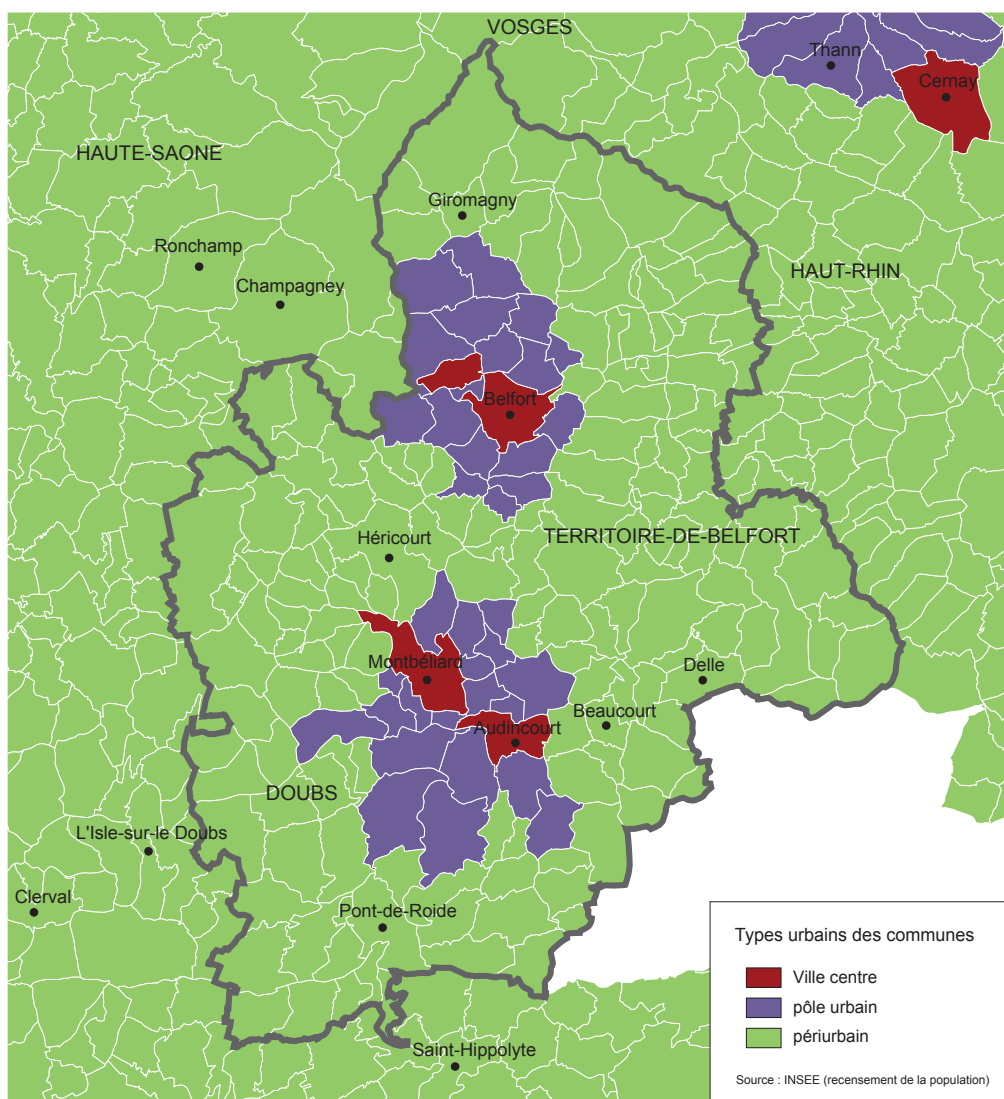 VOSGES
Thann
Cernay
HAUTE-SAONE
Giromagny
Ronchamp
HAUT-RHIN
Champagney
Belfort
TERRITOIRE-DE-BELFORT
Héricourt
Montbéliard
Delle
Beaucourt
Audincourt
DOUBS
L'Isle-sur-le Doubs
Clerval
Pont-de-Roide
Saint-Hippolyte
Types urbains des communes
Ville centre
pôle urbain
périurbain
Source : INSEE (recensement de la population)